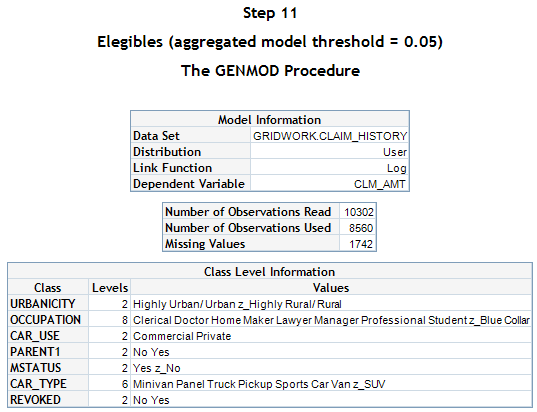 Step 11
Elegibles (aggregated model threshold = 0.05)
The GENMOD Procedure
Model Information
Data Set GRIDWORK.CLAIM_HISTORY
Distribution User
Link Function Log
Dependent Variable CLM_AMT
Number of Observations Read 10302
Number of Observations Used 8560
Missing Values 1742
Class Level Information
Class Levels Values
URBANICITY 2 Highly Urban/ Urban z_Highly Rural/ Rural
OCCUPATION 8 Clerical Doctor Home Maker Lawyer Manager Professional Student z_Blue Collar
CAR_USE 2 Commercial Private
PARENT1 2 No Yes
MSTATUS 2 Yes z_No
CAR_TYPE 6 Minivan Panel Truck Pickup Sports Car Van z_SUV
REVOKED 2 No Yes